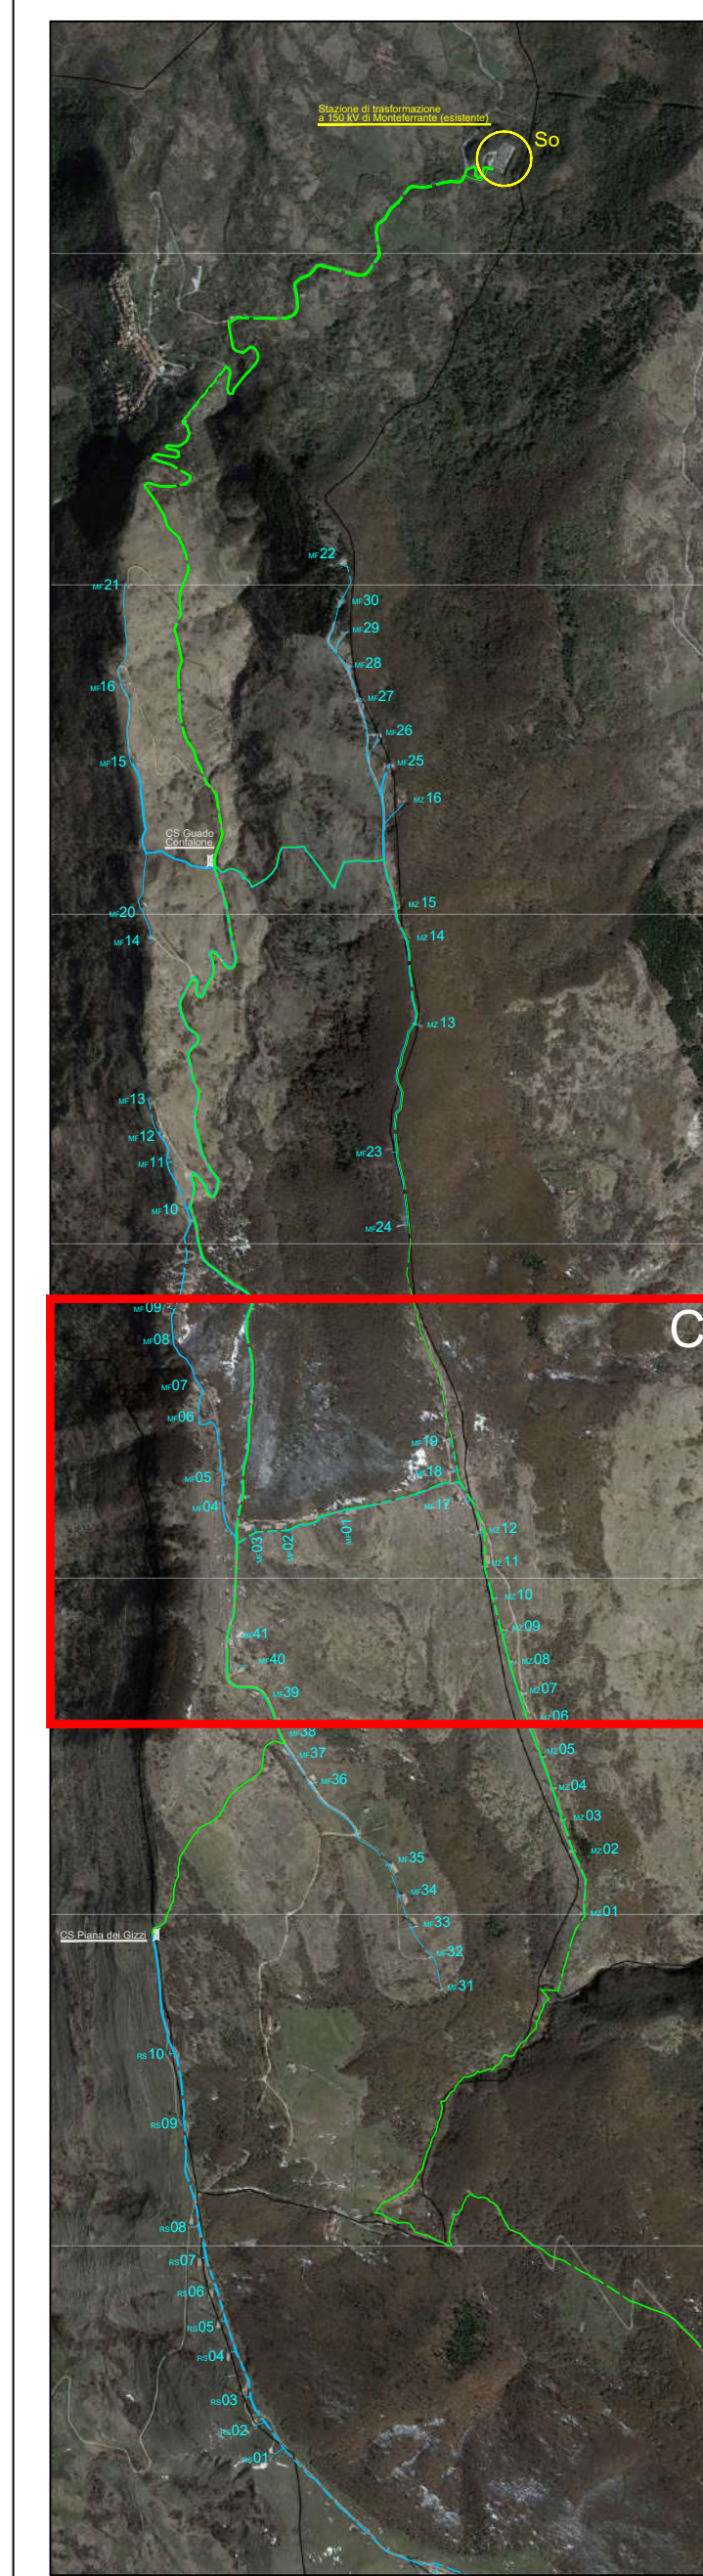 Stazione di trasformazione
a 150 kV di Monteferrante (esistente)
So
MF22
MF21
MF30
MF29
MF28
MF16
MF27
MF26
MF15
MF25
MZ16
CS Guado
Confalone
MZ15
MF20
MF14
MZ14
MZ13
MF13
MF12
MF23
MF11
MF10
MF24
MF09
C
MF08
MF07
MF06
MF19
MF18
MF05
MF04
MF17
MF03
MF02
MF01
MZ12
MZ11
MZ10
MZ09
MF41
MF40
MZ08
MF39
MZ07
MZ06
MF38
MF37
MZ05
MF36
MZ04
MZ03
MZ02
MF35
MF34
MZ01
MF33
CS Piana dei Gizzi
MF32
MF31
RS10
RS09
RS08
RS07
RS06
RS05
RS04
RS03
RS02
RS01